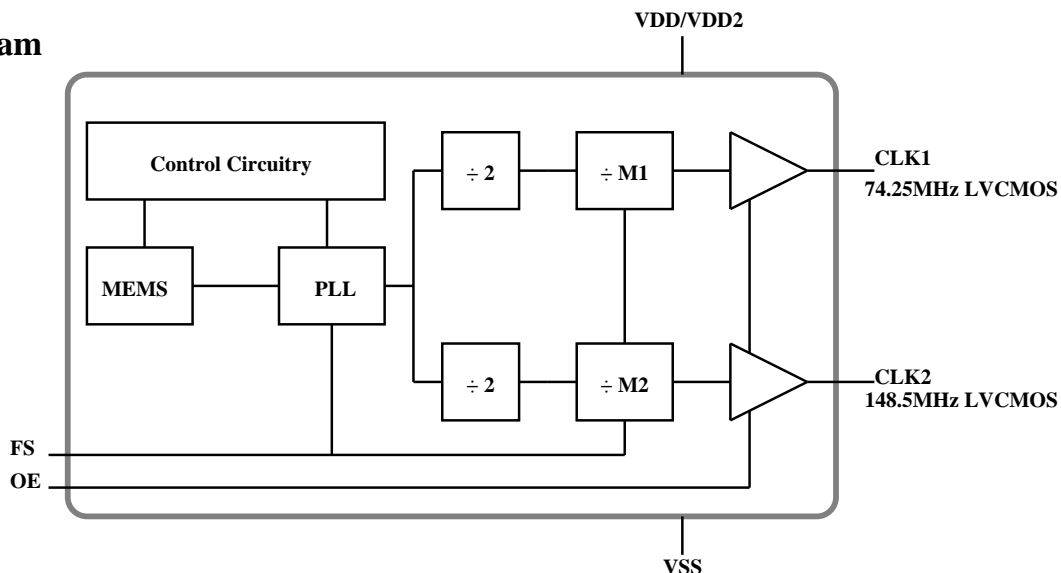 VDD/VDD2
am
Control Circuitry
÷ 2
÷ M1
CLK1
74.25MHz LVCMOS
MEMS
PLL
÷ 2
÷ M2
CLK2
148.5MHz LVCMOS
FS
OE
VSS